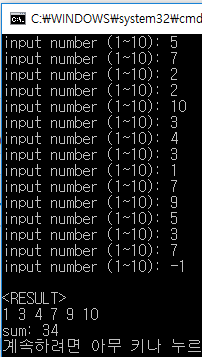 C:₩WINDOWS₩system32₩cmd
input number (1~10): 5
input number (1~10): 7
input number (1~10): 2
input number (1~10): 2
input number (1~10): 10
input number (1~10): 3
input number (1~10): 4
input number (1~10): 3
input number (1~10): 1
input number (1~10): 7
input number (1~10): 9
input number (1~10): 5
input number (1~10): 3
input number (1~10): 7
input number (1~10): -1
<RESULT>
1 3 4 7 9 10
sum: 34
계속하려면 아무 키나 누르